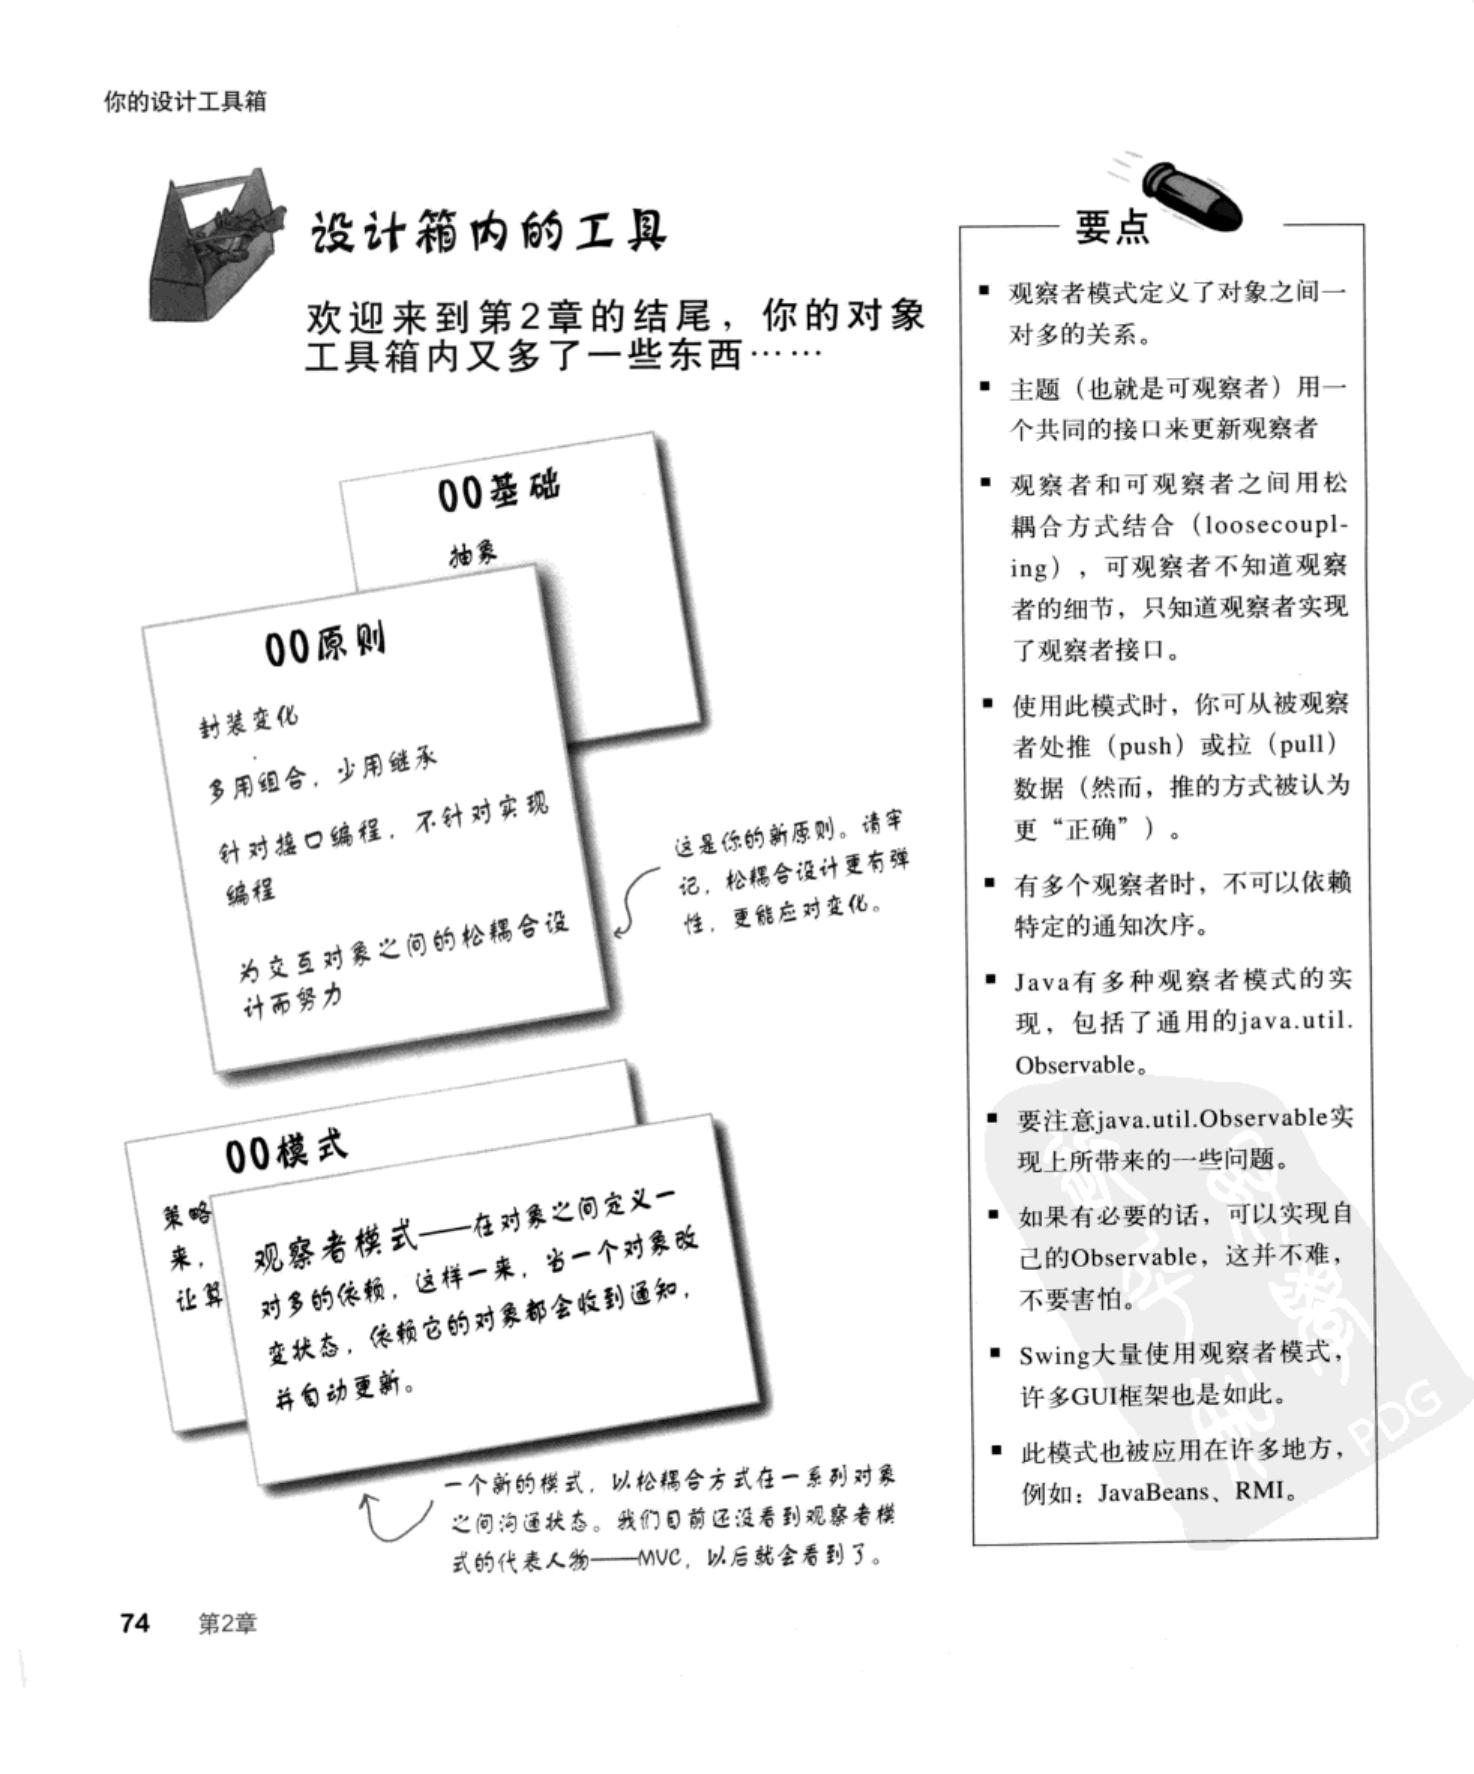 你的设计工具箱
设计箱内的工具
欢迎来到第2章的结尾，你的对象
工具箱内又多了一些东西……
OO基础
抽象
OO原则
封装变化
多用组合，少用继承
针对接口编程，不针对实现
编程
为交互对象之间的松耦合设
计而努力
这是你的新原则。请牢
记，松耦合设计更有弹
性，更能应对变化。
OO模式
策略
来，
让算
观察者模式——在对象之间定义一
对多的依赖，这样一来，当一个对象改
变状态，依赖它的对象都会收到通知，
并自动更新。
一个新的模式，以松耦合方式在一系列对象
之间沟通状态。我们目前还没看到观察者模
式的代表人物——MVC，以后就会看到了。
要点
▪ 观察者模式定义了对象之间一
对多的关系。
▪ 主题（也就是可观察者）用一
个共同的接口来更新观察者
▪ 观察者和可观察者之间用松
耦合方式结合（loosecoupl-
ing），可观察者不知道观察
者的细节，只知道观察者实现
了观察者接口。
▪ 使用此模式时，你可从被观察
者处推（push）或拉（pull）
数据（然而，推的方式被认为
更“正确”）。
▪ 有多个观察者时，不可以依赖
特定的通知次序。
▪ Java有多种观察者模式的实
现，包括了通用的java.util.
Observable。
▪ 要注意java.util.Observable实
现上所带来的一些问题。
▪ 如果有必要的话，可以实现自
己的Observable，这并不难，
不要害怕。
▪ Swing大量使用观察者模式，
许多GUI框架也是如此。
▪ 此模式也被应用在许多地方，
例如：JavaBeans、RMI。
PDG
74 第2章